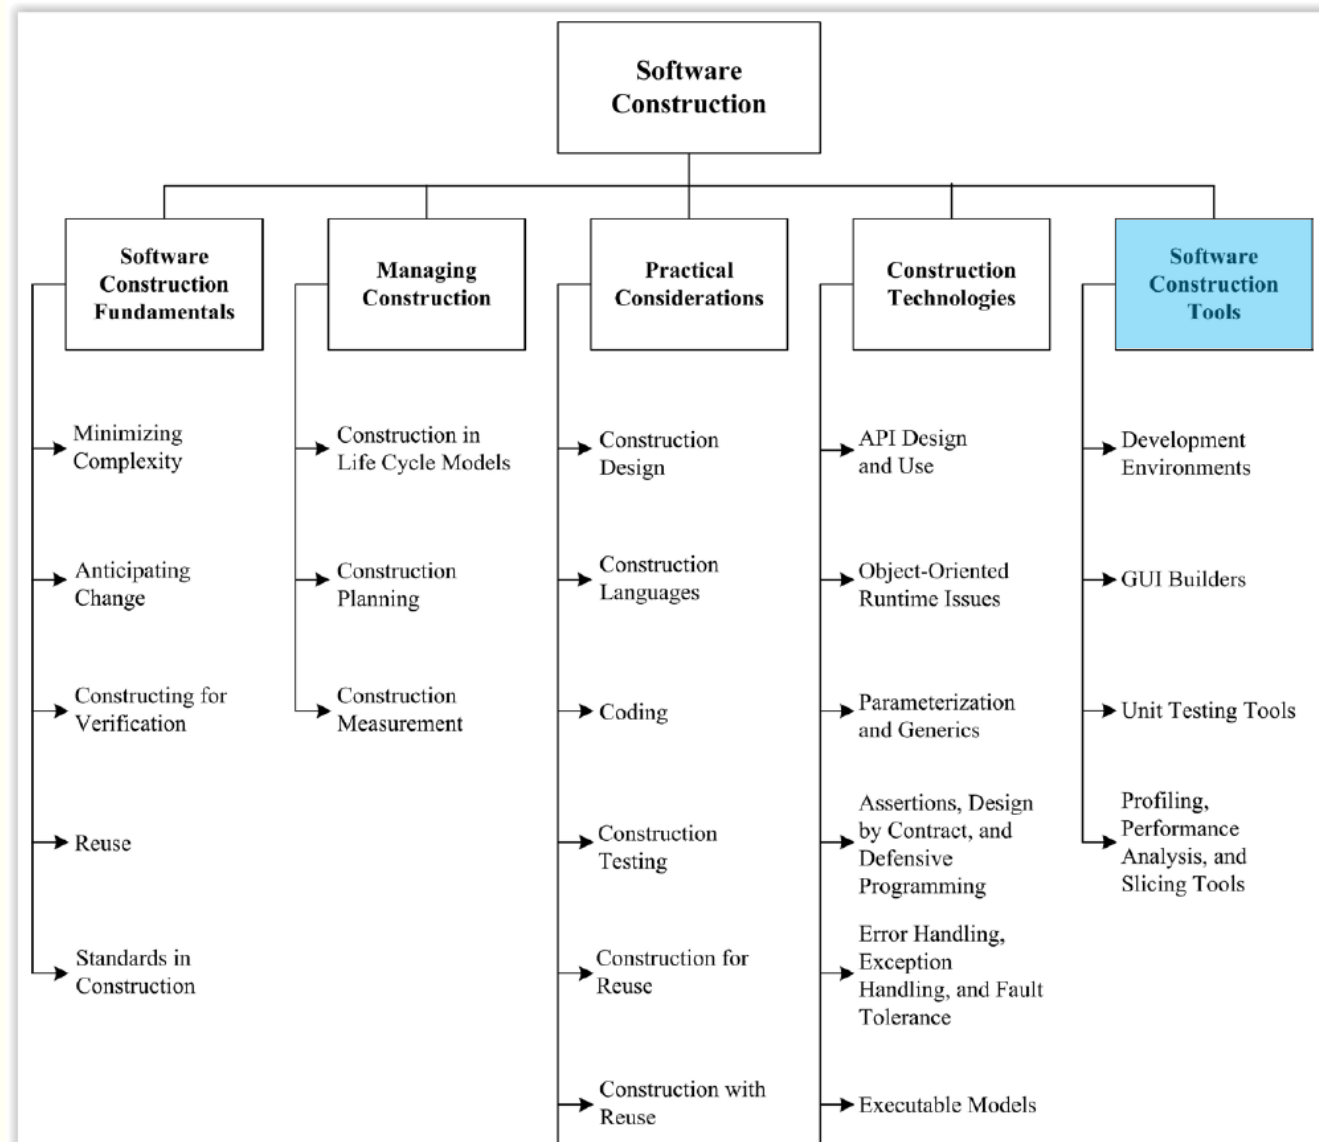 Software
Construction
Software
Construction
Fundamentals
Managing
Construction
Practical
Considerations
Construction
Technologies
Software
Construction
Tools
Minimizing
Complexity
Anticipating
Change
Constructing for
Verification
Reuse
Standards in
Construction
Construction in
Life Cycle Models
Construction
Planning
Construction
Measurement
Construction
Design
Construction
Languages
Coding
Construction
Testing
Construction for
Reuse
Construction with
Reuse
API Design
and Use
Object-Oriented
Runtime Issues
Parameterization
and Generics
Assertions, Design
by Contract, and
Defensive
Programming
Error Handling,
Exception
Handling, and Fault
Tolerance
Executable Models
Development
Environments
GUI Builders
Unit Testing Tools
Profiling,
Performance
Analysis, and
Slicing Tools